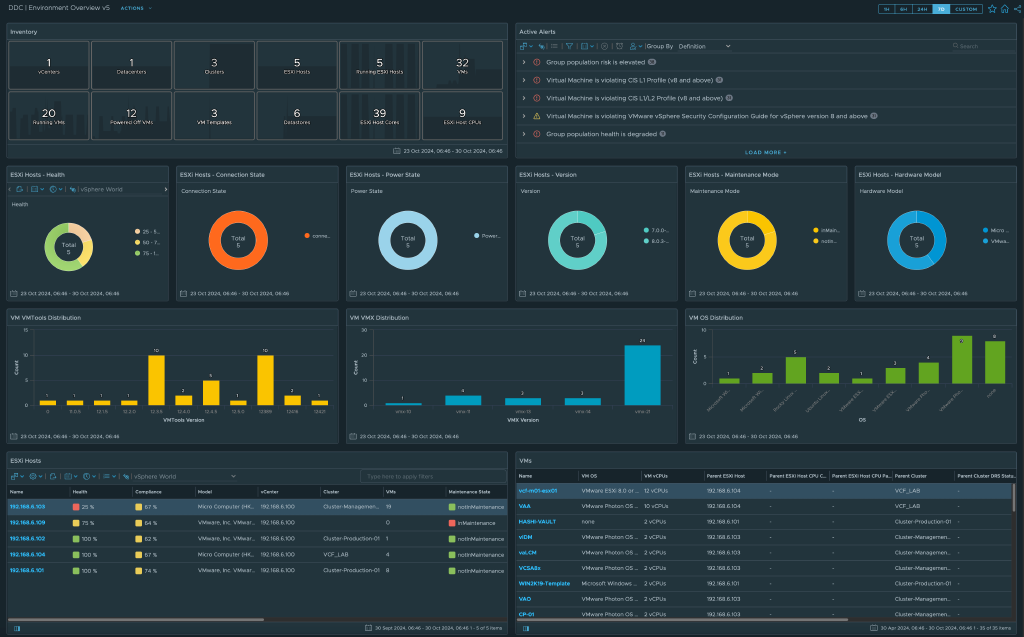 DDC | Environment Overview v5 ACTIONS
1H 6H 24H 7D CUSTOM
Inventory
1 vCenters
1 Datacenters
3 Clusters
5 ESXi Hosts
5 Running ESXi Hosts
32 VMs
20 Running VMs
12 Powered Off VMs
3 VM Templates
6 Datastores
39 ESXi Host Cores
9 ESXi Host CPUs
23 Oct 2024, 06:46 - 30 Oct 2024, 06:46
Active Alerts
Group By Definition Search
Group population risk is elevated
Virtual Machine is violating CIS L1 Profile (v8 and above)
Virtual Machine is violating CIS L1/L2 Profile (v8 and above)
Virtual Machine is violating VMware vSphere Security Configuration Guide for vSphere version 8 and above
Group population health is degraded
LOAD MORE +
ESXi Hosts - Health
vSphere World
Health
Total 5
25 - 5...
50 - 7...
75 - 1...
23 Oct 2024, 06:46 - 30 Oct 2024, 06:46
ESXi Hosts - Connection State
Connection State
Total 5
conne...
23 Oct 2024, 06:46 - 30 Oct 2024, 06:46
ESXi Hosts - Power State
Power State
Total 5
Power...
23 Oct 2024, 06:46 - 30 Oct 2024, 06:46
ESXi Hosts - Version
Version
Total 5
7.0.0-...
8.0.3-...
23 Oct 2024, 06:46 - 30 Oct 2024, 06:46
ESXi Hosts - Maintenance Mode
Maintenance Mode
Total 5
inMain...
notIn...
23 Oct 2024, 06:46 - 30 Oct 2024, 06:46
ESXi Hosts - Hardware Model
Hardware Model
Total 5
Micro ...
VMwa...
23 Oct 2024, 06:46 - 30 Oct 2024, 06:46
VM VMTools Distribution
Count
15
10
5
0
1 1 1 1 10 2 5 1 10 2 1
VMTools Version
23 Oct 2024, 06:46 - 30 Oct 2024, 06:46
VM VMX Distribution
Count
30
20
10
0
1 4 3 3 24
vmx-10 vmx-11 vmx-13 vmx-14 vmx-21
VMX Version
23 Oct 2024, 06:46 - 30 Oct 2024, 06:46
VM OS Distribution
Count
10
5
0
1 2 5 2 1 3 4 9 8
OS
23 Oct 2024, 06:46 - 30 Oct 2024, 06:46
ESXi Hosts
vSphere World Type here to apply filters
Name Health Compliance Model vCenter Cluster VMs Maintenance State
192.168.6.103 25 % 67 % Micro Computer (HK... 192.168.6.100 Cluster-Managemen... 19 notInMaintenance
192.168.6.109 75 % 64 % VMware, Inc. VMwar... 192.168.6.100 0 inMaintenance
192.168.6.102 100 % 62 % VMware, Inc. VMwar... 192.168.6.100 Cluster-Production-01 1 notInMaintenance
192.168.6.104 100 % 67 % Micro Computer (HK... 192.168.6.100 VCF_LAB 4 notInMaintenance
192.168.6.101 100 % 74 % VMware, Inc. VMwar... 192.168.6.100 Cluster-Production-01 8 notInMaintenance
30 Sept 2024, 06:46 - 30 Oct 2024, 06:46 1 - 5 of 5 items
VMs
Name VM OS VM vCPUs Parent ESXi Host Parent ESXi Host CPU C... Parent ESXi Host CPU Pa... Parent Cluster Parent Cluster DRS Status...
vcf-m01-esx01 VMware ESXi 8.0 or ... 12 vCPUs 192.168.6.104 - - VCF_LAB -
VAA VMware Photon OS ... 10 vCPUs 192.168.6.104 - - VCF_LAB -
HASHI-VAULT none 2 vCPUs 192.168.6.101 - - Cluster-Production-01 -
vIDM VMware Photon OS ... 2 vCPUs 192.168.6.103 - - Cluster-Managemen... -
vaLCM VMware Photon OS ... 2 vCPUs 192.168.6.103 - - Cluster-Managemen... -
VCSA8x VMware Photon OS ... 2 vCPUs 192.168.6.103 - - Cluster-Managemen... -
WIN2K19-Template Microsoft Windows ... 2 vCPUs 192.168.6.101 - - Cluster-Production-01 -
VAO VMware Photon OS ... 2 vCPUs 192.168.6.103 - - Cluster-Managemen... -
CP-01 VMware Photon OS ... 2 vCPUs 192.168.6.103 - - Cluster-Managemen... -
30 Apr 2024, 06:46 - 30 Oct 2024, 06:46 1 - 35 of 35 items